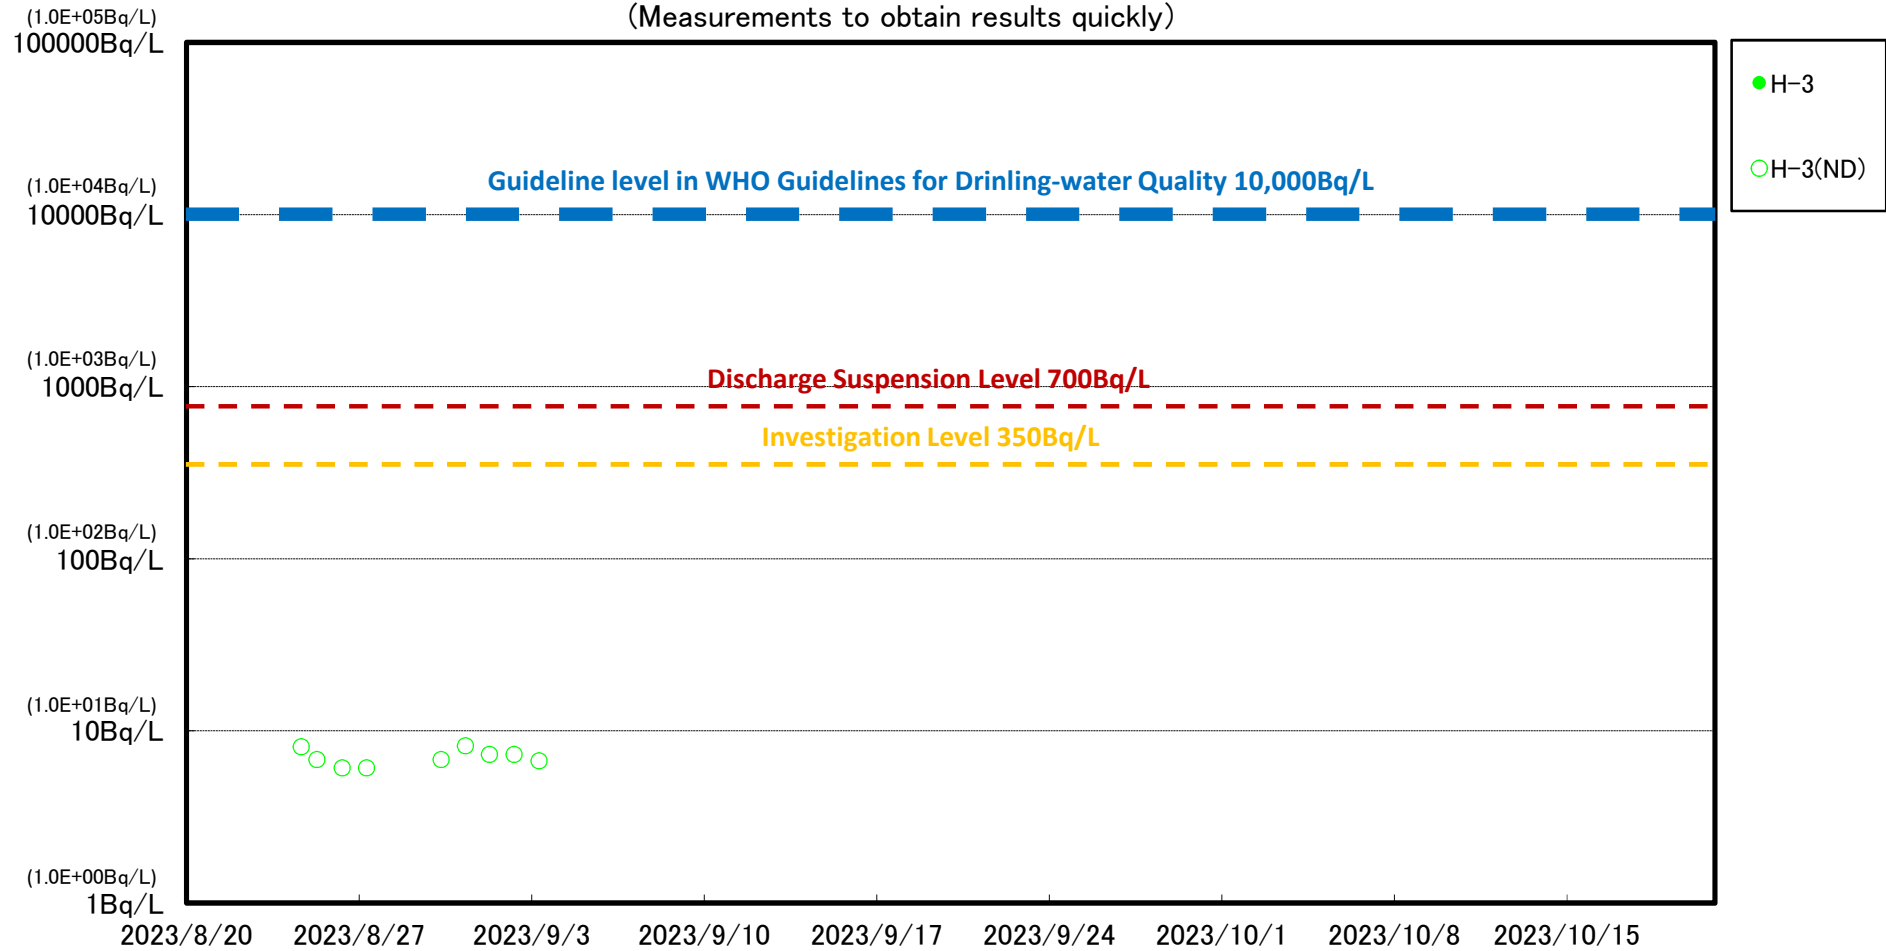 (Measurements to obtain results quickly)
(1.0E+05Bq/L)
100000Bq/L
H-3
H-3(ND)
Guideline level in WHO Guidelines for Drinling-water Quality 10,000Bq/L
(1.0E+04Bq/L)
10000Bq/L
(1.0E+03Bq/L)
1000Bq/L
Discharge Suspension Level 700Bq/L
Investigation Level 350Bq/L
(1.0E+02Bq/L)
100Bq/L
(1.0E+01Bq/L)
10Bq/L
(1.0E+00Bq/L)
1Bq/L
2023/8/20 2023/8/27 2023/9/3 2023/9/10 2023/9/17 2023/9/24 2023/10/1 2023/10/8 2023/10/15